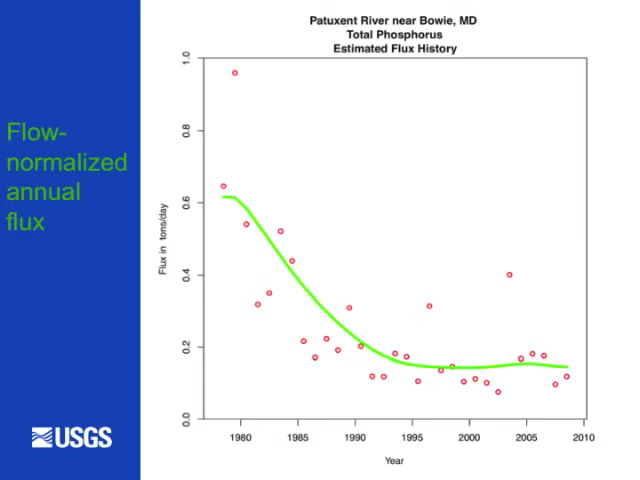 Patuxent River near Bowie, MD
Total Phosphorus
Estimated Flux History
Flow-
normalized
annual
flux
Flux in tons/day
1.0
0.8
0.6
0.4
0.2
0.0
1980 1985 1990 1995 2000 2005 2010
Year
USGS